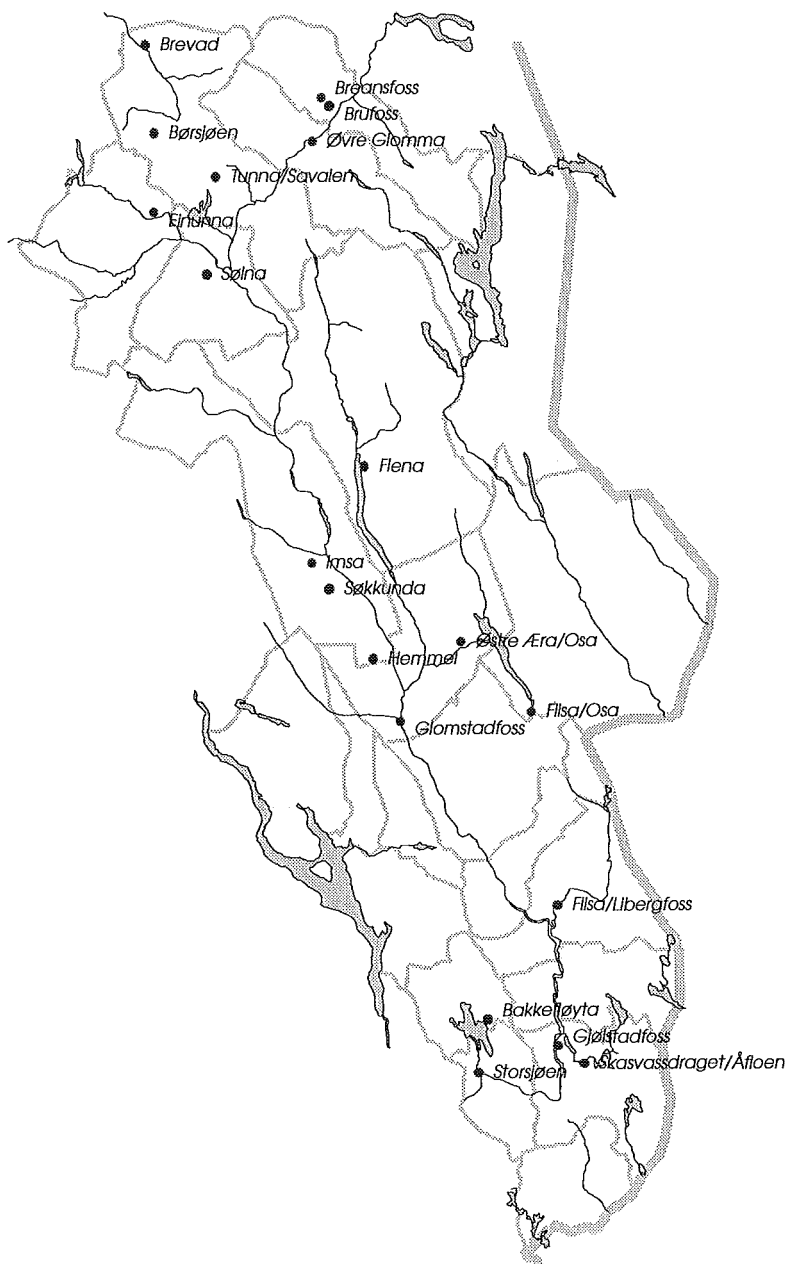 Brevad
Breansfoss
Brufoss
Børsjøen
Øvre Glomma
Tunna/Savalen
Einunna
Sølna
Flena
Imsa
Søkkunda
Østre Æra/Osa
Hemmel
Flisa/Osa
Glomstadfoss
Flisa/Libergfoss
Bakkefløyta
Gjølstadfoss
Skasvassdraget/Åfloen
Storsjøen